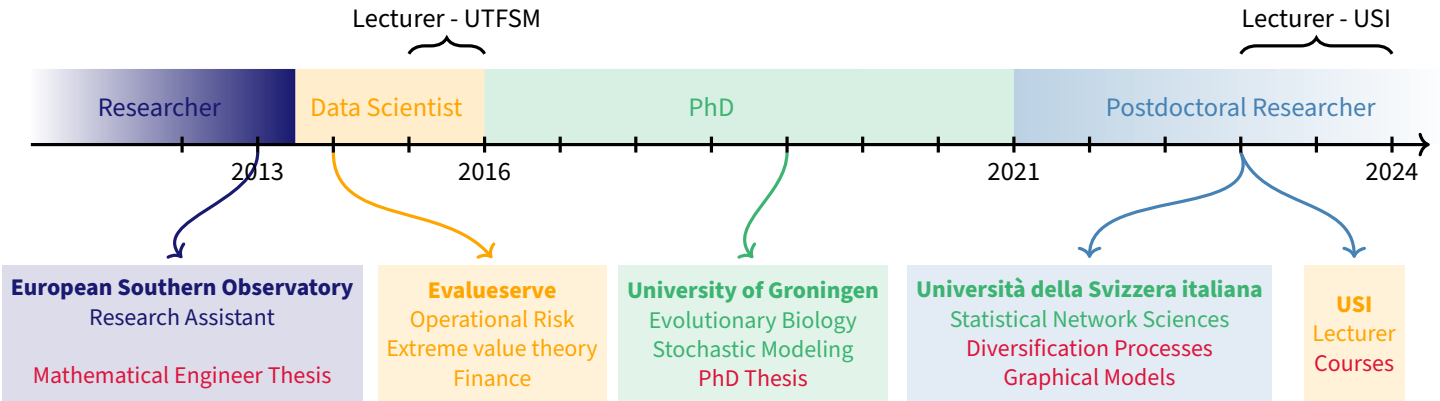 Lecturer - UTFSM
Lecturer - USI
Researcher
Data Scientist
PhD
Postdoctoral Researcher
2013
2016
2021
2024
European Southern Observatory
Research Assistant
Mathematical Engineer Thesis
Evalueserve
Operational Risk
Extreme value theory
Finance
University of Groningen
Evolutionary Biology
Stochastic Modeling
PhD Thesis
Università della Svizzera italiana
Statistical Network Sciences
Diversification Processes
Graphical Models
USI
Lecturer
Courses